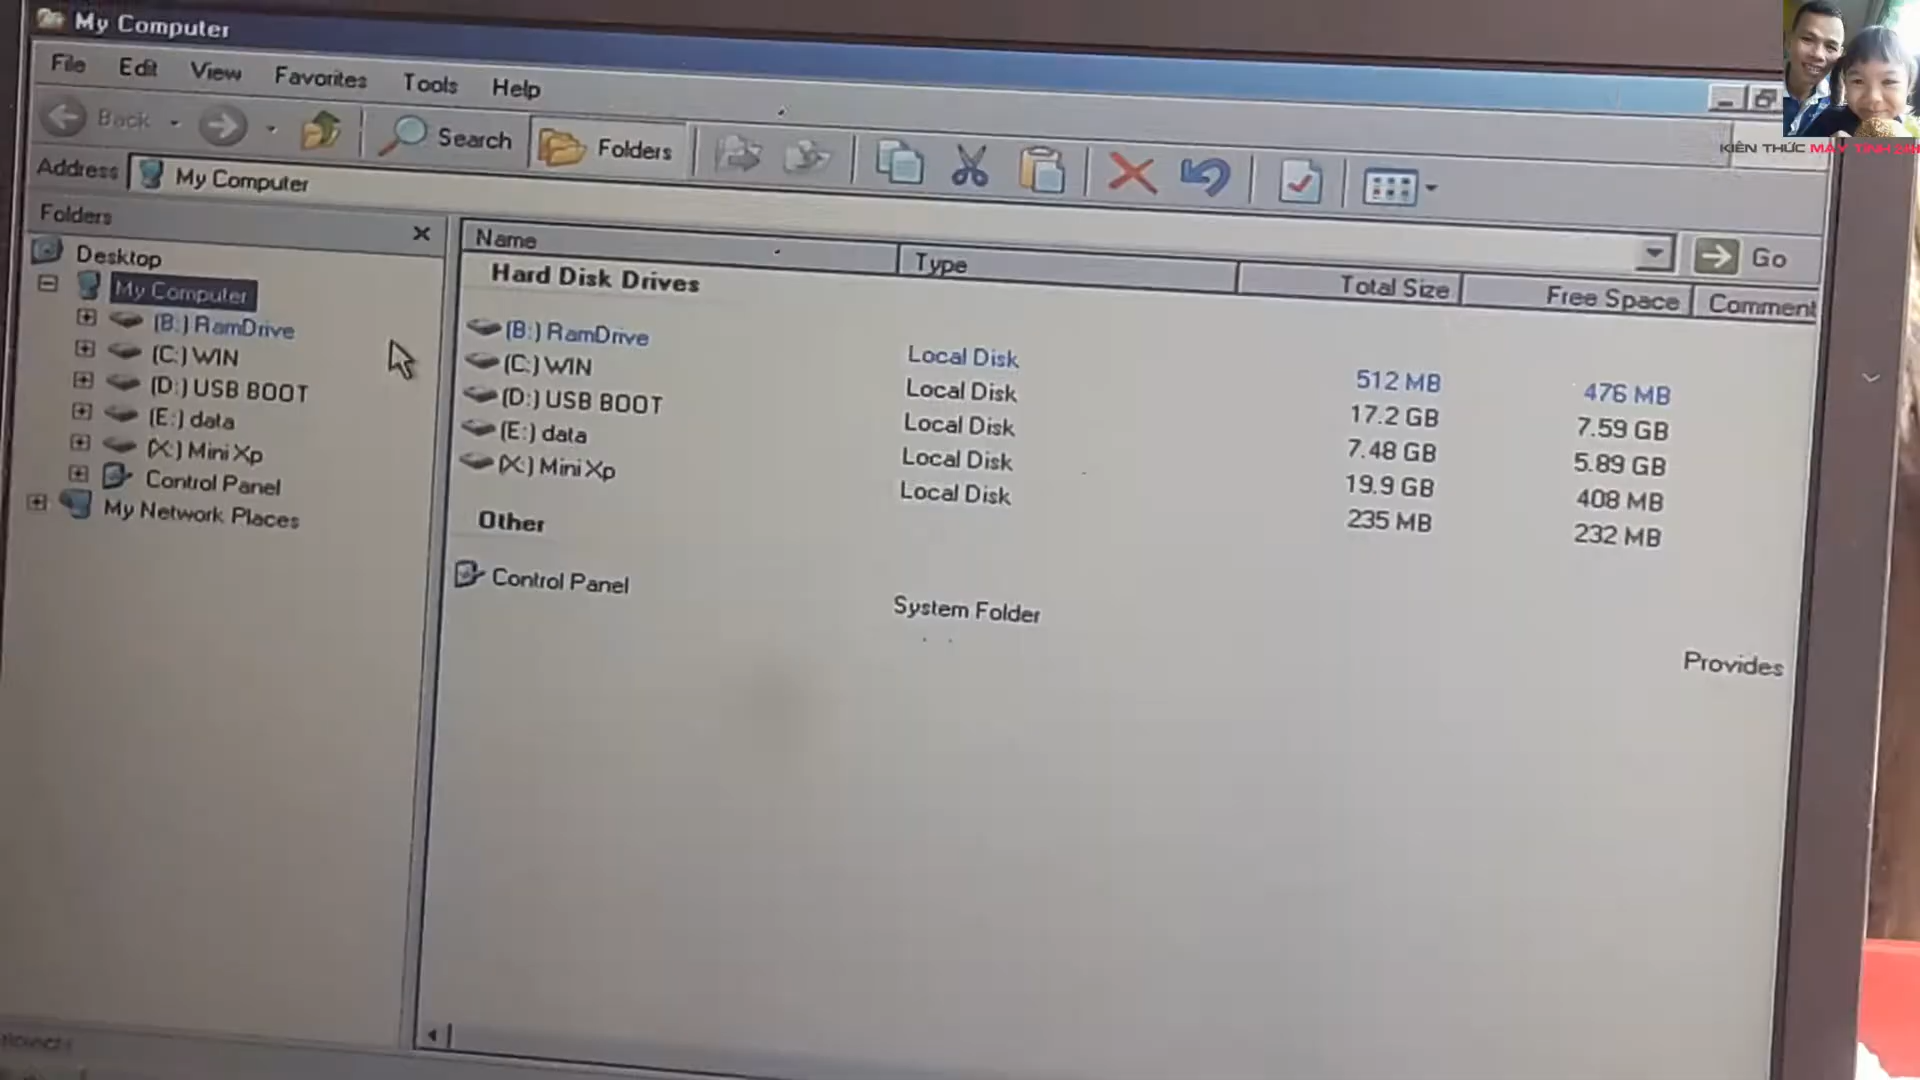 My Computer
File Edit View Favorites Tools Help
Back Search Folders
Address My Computer
Go
Folders
Desktop
My Computer
(B:) RamDrive
(C:) WIN
(D:) USB BOOT
(E:) data
(X:) Mini Xp
Control Panel
My Network Places
Name Type Total Size Free Space Comment
Hard Disk Drives
(B:) RamDrive Local Disk 512 MB 476 MB
(C:) WIN Local Disk 17.2 GB 7.59 GB
(D:) USB BOOT Local Disk 7.48 GB 5.89 GB
(E:) data Local Disk 19.9 GB 408 MB
(X:) Mini Xp Local Disk 235 MB 232 MB
Other
Control Panel System Folder Provides
KIẾN THỨC MÁY TÍNH